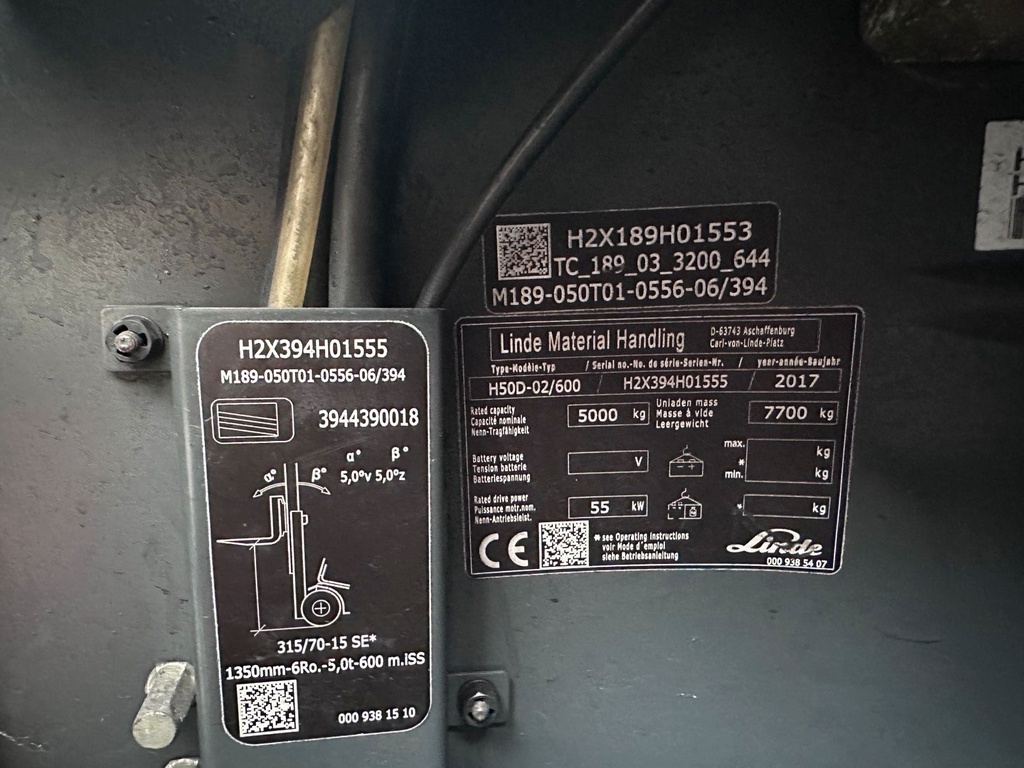 H2X189H01553
TC_189_03_3200_644
M189-050T01-0556-06/394
H2X394H01555
M189-050T01-0556-06/394
3944390018
α° β°
α° β° 5,0°v 5,0°z
315/70-15 SE*
1350mm-6Ro.-5,0t-600 m.ISS
000 938 15 10
Linde Material Handling
D-63743 Aschaffenburg
Carl-von-Linde-Platz
Type-Modèle-Typ / Serial no.-No. de série-Serien-Nr. / year-année-Baujahr
H50D-02/600 / H2X394H01555 / 2017
Rated capacity
Capacité nominale
Nenn-Tragfähigkeit
5000 kg
Unladen mass
Masse à vide
Leergewicht
7700 kg
Battery voltage
Tension batterie
Batteriespannung
V
max. kg
*
min. kg
Rated drive power
Puissance motr.nom.
Nenn-Antriebsleist.
55 kW
* kg
CE
* see Operating Instructions
voir Mode d'emploi
siehe Betriebsanleitung
Linde
000 938 54 07